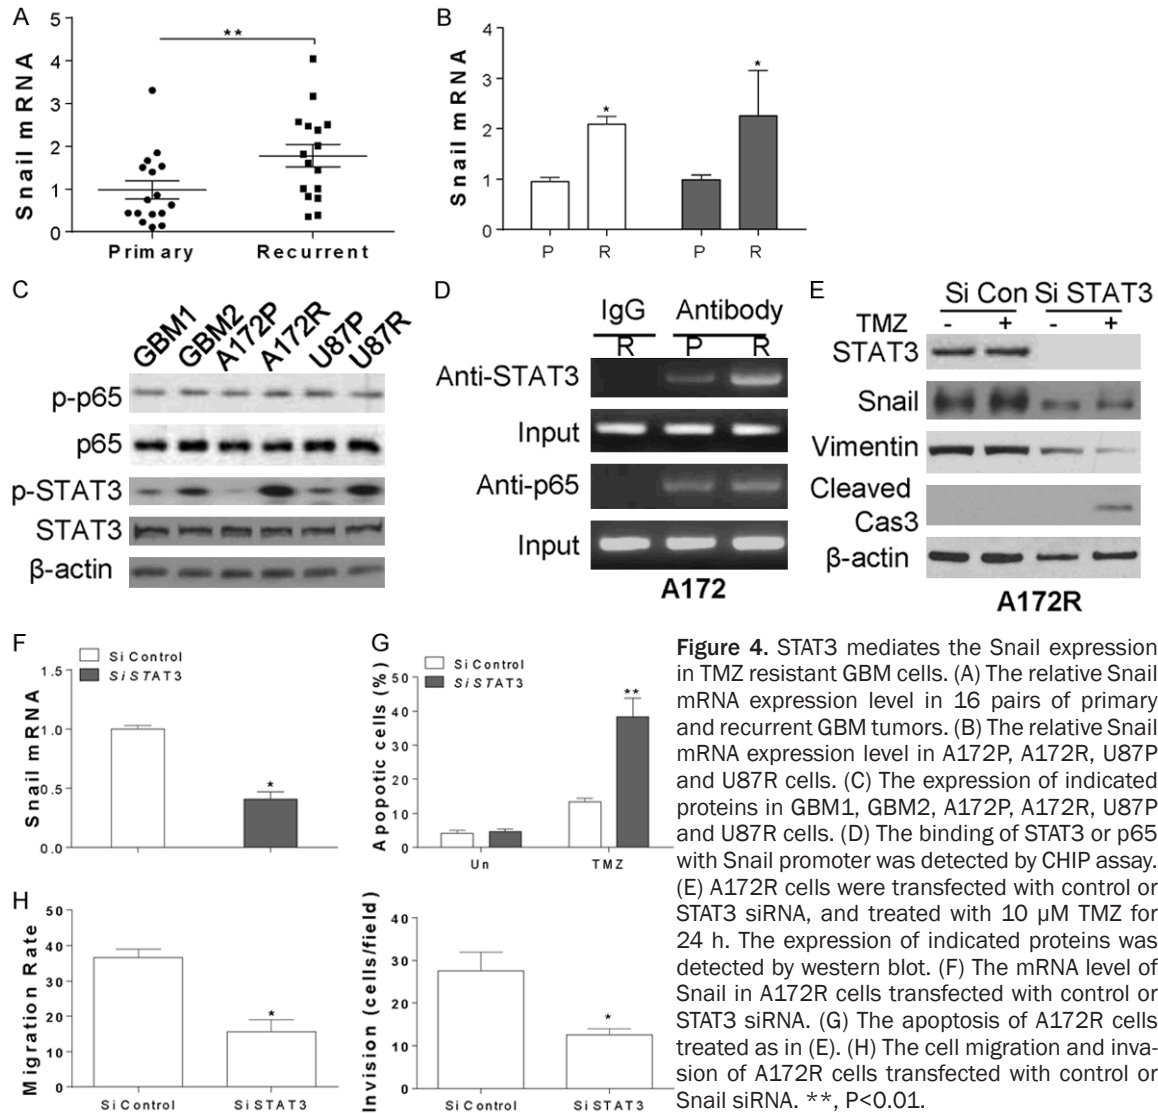 A
Snail mRNA
5
4
3
2
1
0
**
Primary Recurrent
B
Snail mRNA
4
3
2
1
0
* *
P R P R
C
GBM1 GBM2 A172P A172R U87P U87R
p-p65
p65
p-STAT3
STAT3
β-actin
D
IgG Antibody
R P R
Anti-STAT3
Input
Anti-p65
Input
A172
E
Si Con Si STAT3
TMZ - + - +
STAT3
Snail
Vimentin
Cleaved
Cas3
β-actin
A172R
F
Si Control
Si STAT3
Snail mRNA
1.5
1.0
0.5
0.0
*
G
Si Control
Si STAT3
Apopotic cells (%)
50
40
30
20
10
0
**
Un TMZ
H
Migration Rate
50
40
30
20
10
0
*
Si Control Si STAT3
Invision (cells/field)
40
30
20
10
0
*
Si Control Si STAT3
Figure 4. STAT3 mediates the Snail expression
in TMZ resistant GBM cells. (A) The relative Snail
mRNA expression level in 16 pairs of primary
and recurrent GBM tumors. (B) The relative Snail
mRNA expression level in A172P, A172R, U87P
and U87R cells. (C) The expression of indicated
proteins in GBM1, GBM2, A172P, A172R, U87P
and U87R cells. (D) The binding of STAT3 or p65
with Snail promoter was detected by CHIP assay.
(E) A172R cells were transfected with control or
STAT3 siRNA, and treated with 10 µM TMZ for
24 h. The expression of indicated proteins was
detected by western blot. (F) The mRNA level of
Snail in A172R cells transfected with control or
STAT3 siRNA. (G) The apoptosis of A172R cells
treated as in (E). (H) The cell migration and inva-
sion of A172R cells transfected with control or
Snail siRNA. **, P<0.01.